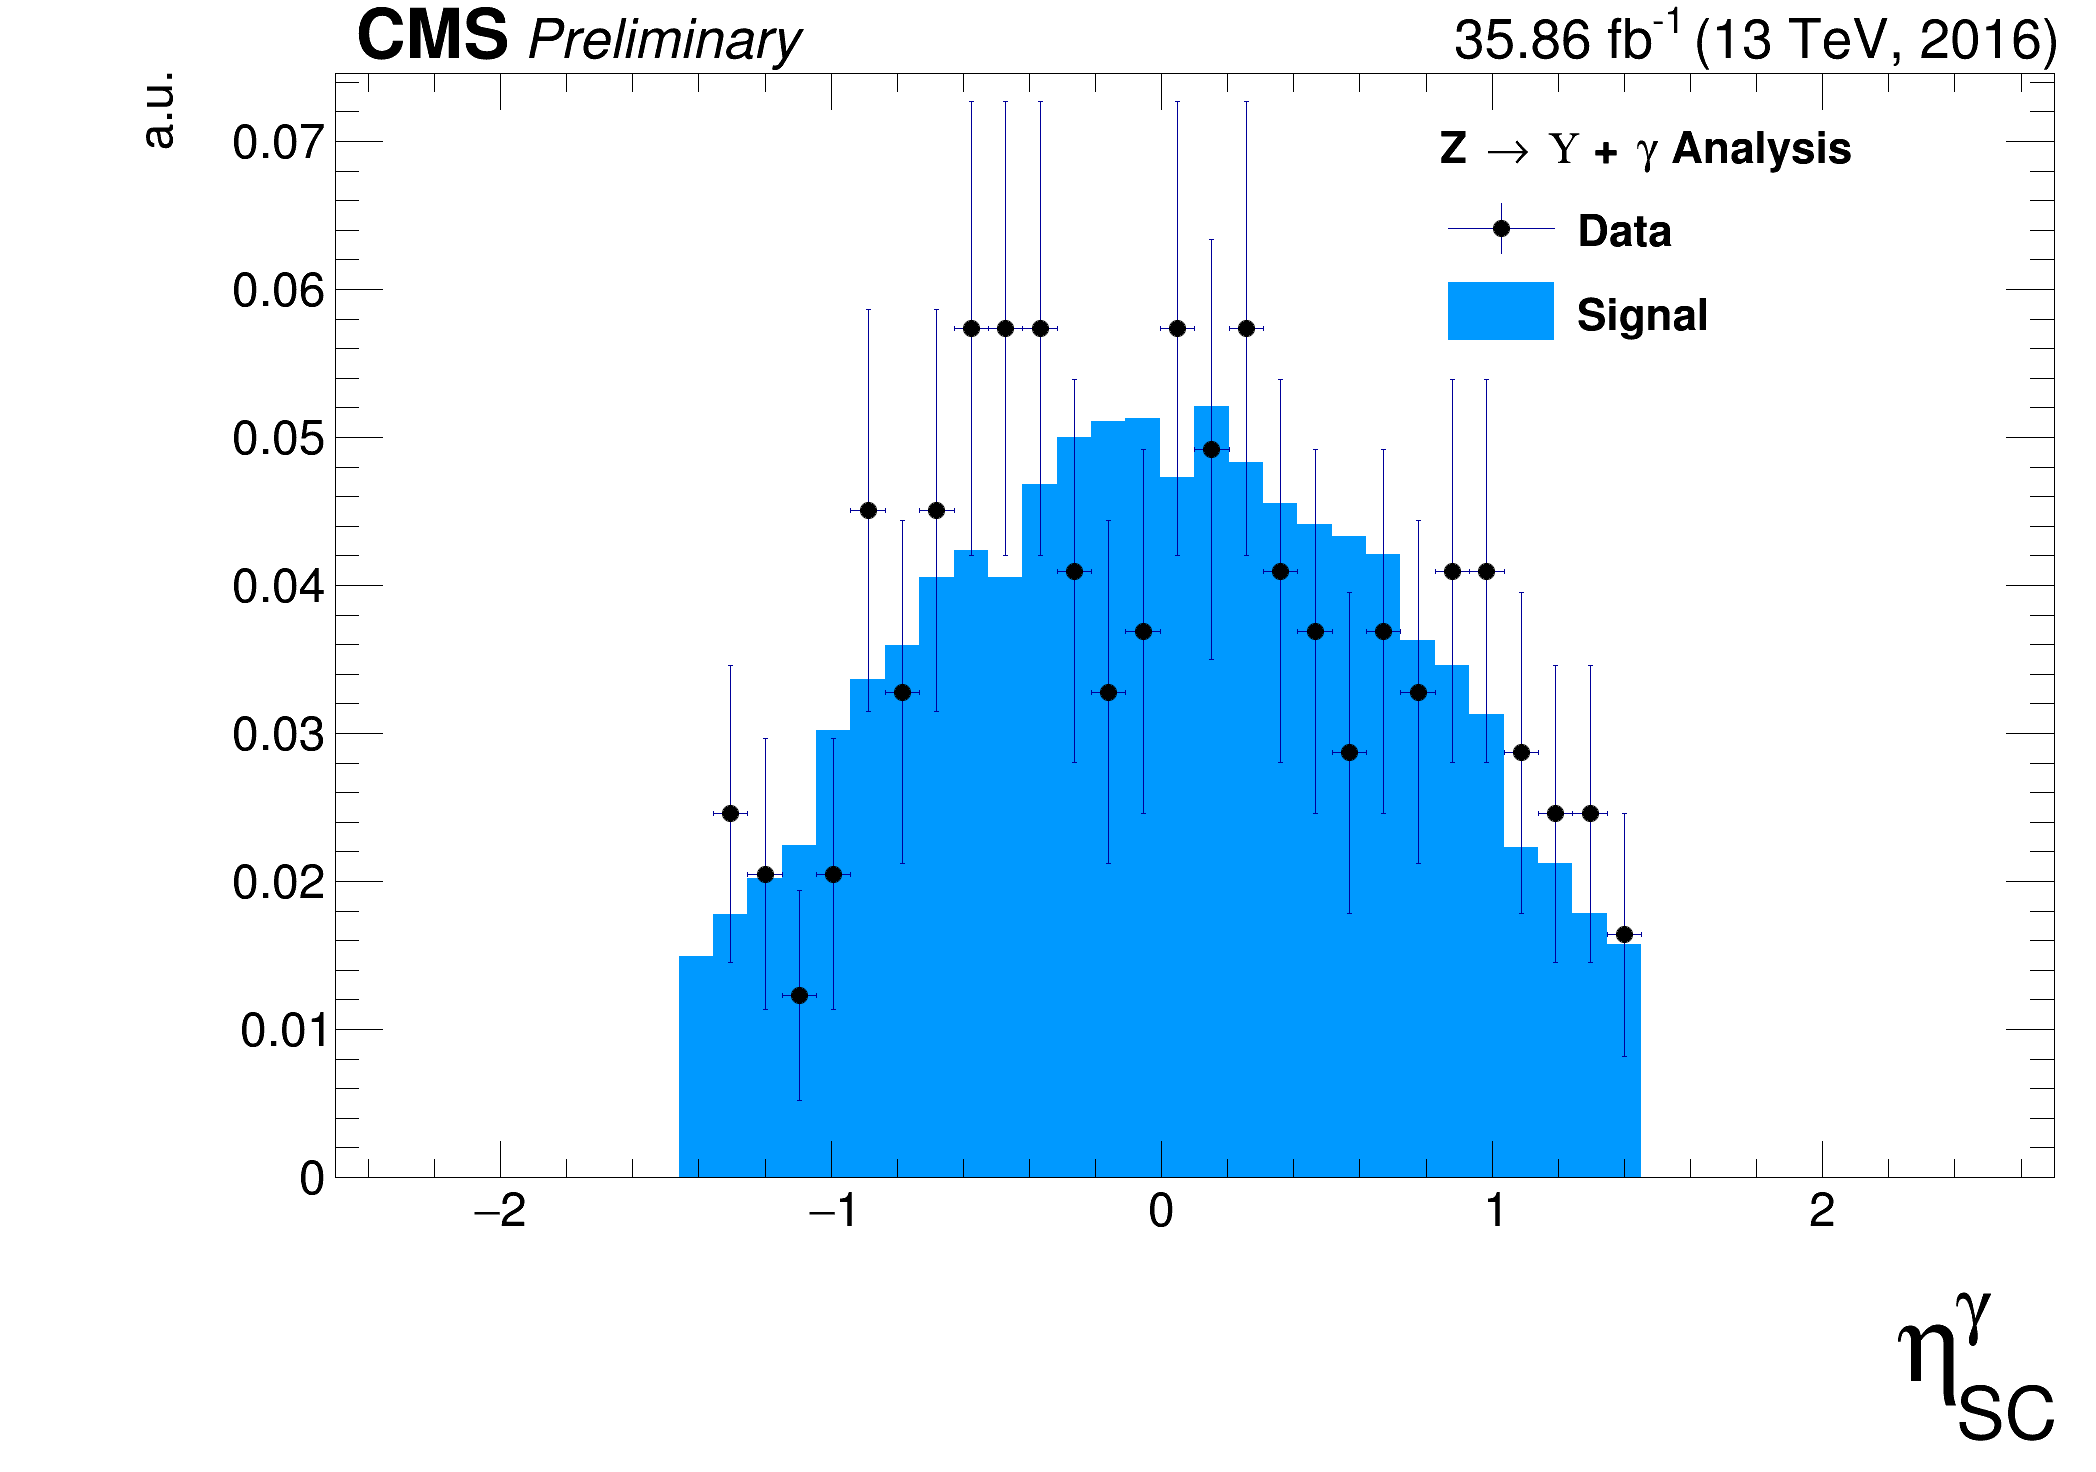 CMS Preliminary
35.86 fb⁻¹ (13 TeV, 2016)
a.u.
Z → Υ + γ Analysis
Data
Signal
0.07
0.06
0.05
0.04
0.03
0.02
0.01
0
−2 −1 0 1 2
η^γ_SC